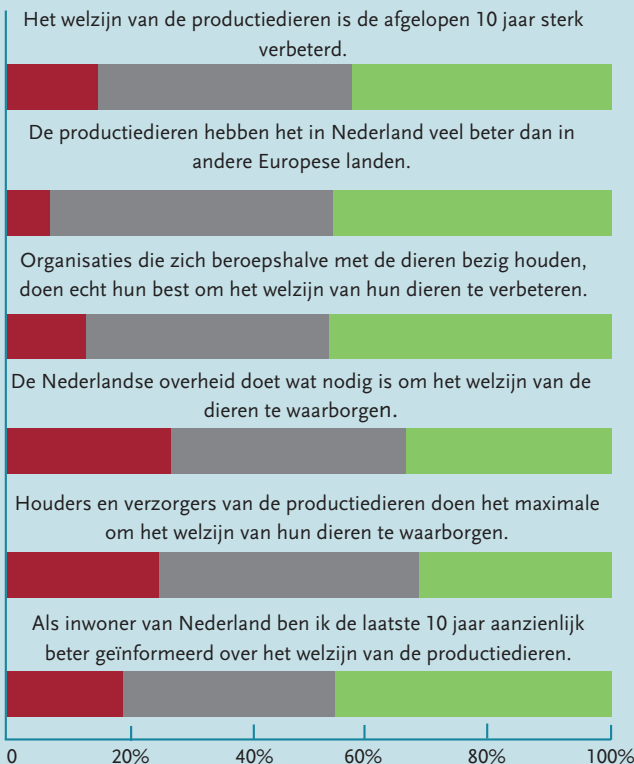 Het welzijn van de productiedieren is de afgelopen 10 jaar sterk
verbeterd.
De productiedieren hebben het in Nederland veel beter dan in
andere Europese landen.
Organisaties die zich beroepshalve met de dieren bezig houden,
doen echt hun best om het welzijn van hun dieren te verbeteren.
De Nederlandse overheid doet wat nodig is om het welzijn van de
dieren te waarborgen.
Houders en verzorgers van de productiedieren doen het maximale
om het welzijn van hun dieren te waarborgen.
Als inwoner van Nederland ben ik de laatste 10 jaar aanzienlijk
beter geïnformeerd over het welzijn van de productiedieren.
0 20% 40% 60% 80% 100%